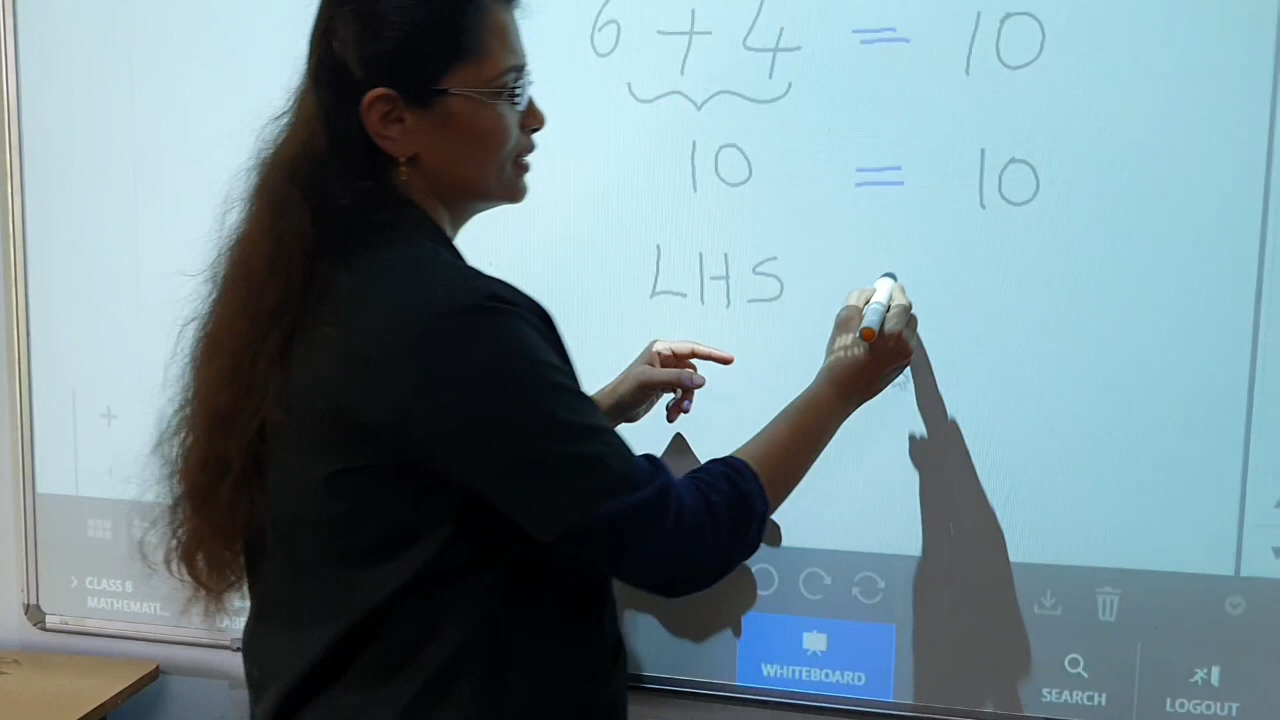 6 + 4 = 10
10 = 10
LHS
CLASS 8
MATHEMATI...
WHITEBOARD
SEARCH
LOGOUT